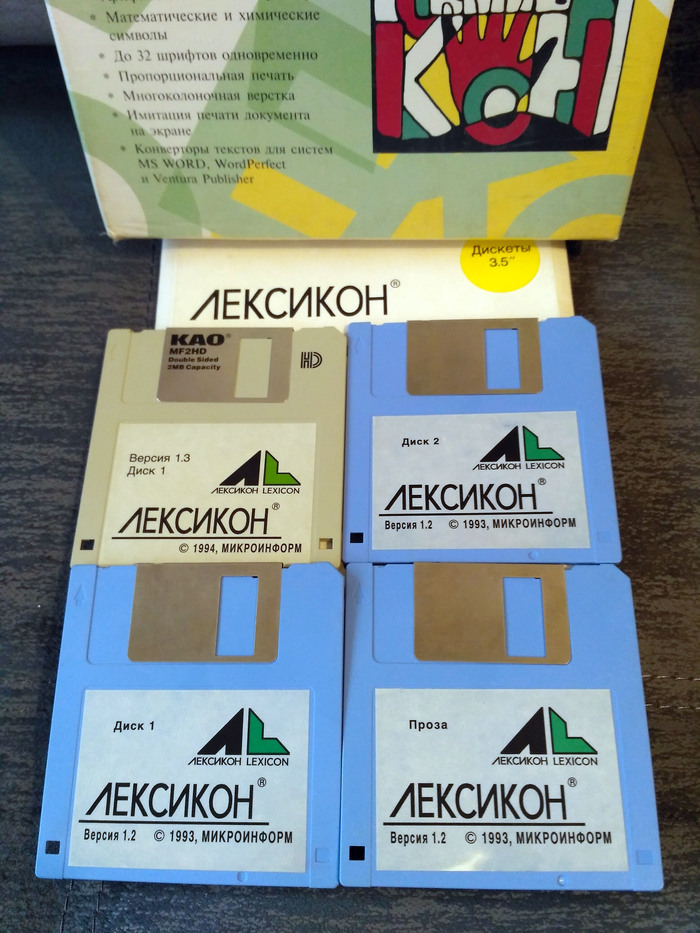 Математические и химические
символы
До 32 шрифтов одновременно
Пропорциональная печать
Многоколоночная верстка
Имитация печати документа
на экране
Конверторы текстов для систем
MS WORD, WordPerfect
и Ventura Publisher
Дискеты
3.5"
ЛЕКСИКОН®
KAO®
MF2HD
Double Sided
2MB Capacity
HD
Версия 1.3
Диск 1
ЛЕКСИКОН LEXICON
ЛЕКСИКОН®
© 1994, МИКРОИНФОРМ
Диск 2
ЛЕКСИКОН LEXICON
ЛЕКСИКОН®
Версия 1.2 © 1993, МИКРОИНФОРМ
Диск 1
ЛЕКСИКОН LEXICON
ЛЕКСИКОН®
Версия 1.2 © 1993, МИКРОИНФОРМ
Проза
ЛЕКСИКОН LEXICON
ЛЕКСИКОН®
Версия 1.2 © 1993, МИКРОИНФОРМ